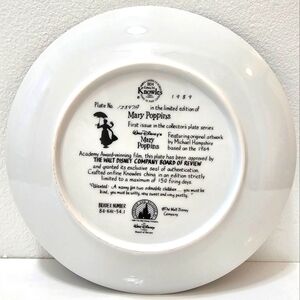 Knowles
1989
Plate No.
in the limited edition of
Mary Poppins
First issue in the collector's plate series
Walt Disney's
Mary
Poppins
Featuring original artwork
by Michael Hampshire
based on the 1964
Academy Award-winning film, this plate has been approved by
THE WALT DISNEY COMPANY BOARD OF REVIEW
and granted its exclusive seal of authentication.
Crafted on fine Knowles china in an edition strictly
limited to a maximum of 150 firing days.
"Wanted: A nanny for two adorable children... you must be
kind, you must be witty, very sweet and very pretty.
BRADEX NUMBER
84-K41-54.1
©The Walt Disney
Company
Walt Disney